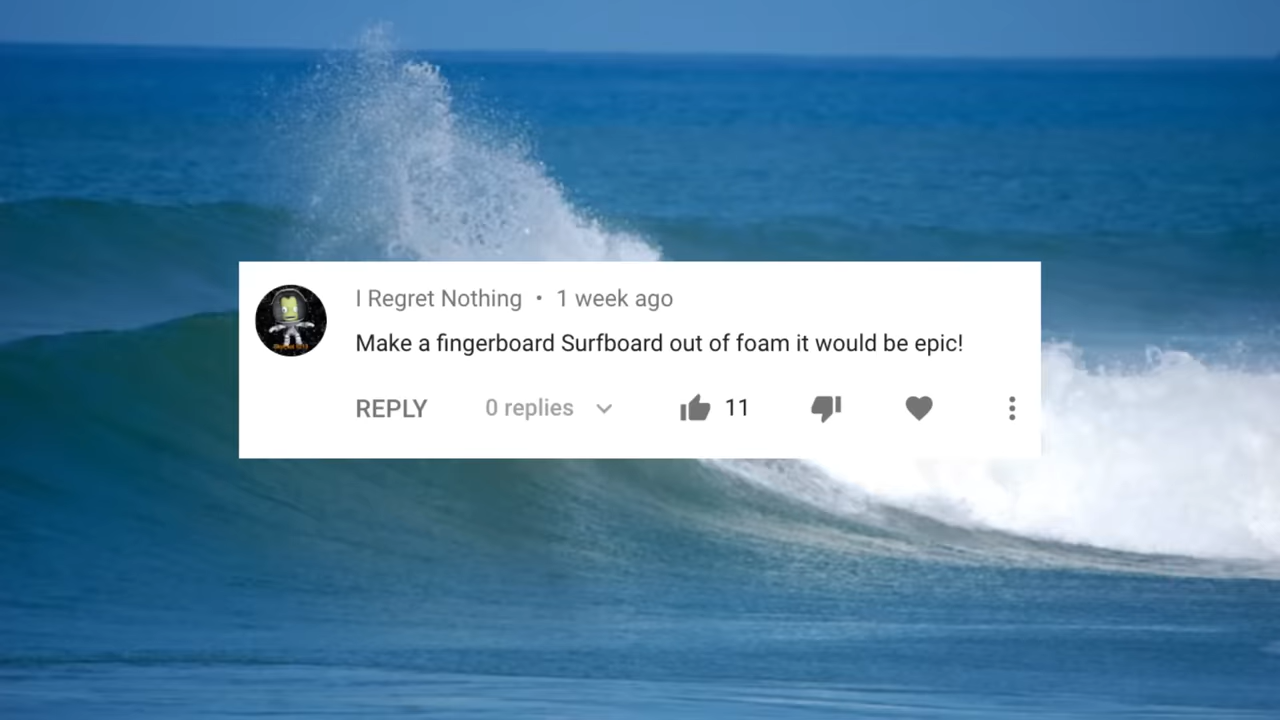 I Regret Nothing • 1 week ago
Make a fingerboard Surfboard out of foam it would be epic!
REPLY 0 replies 11